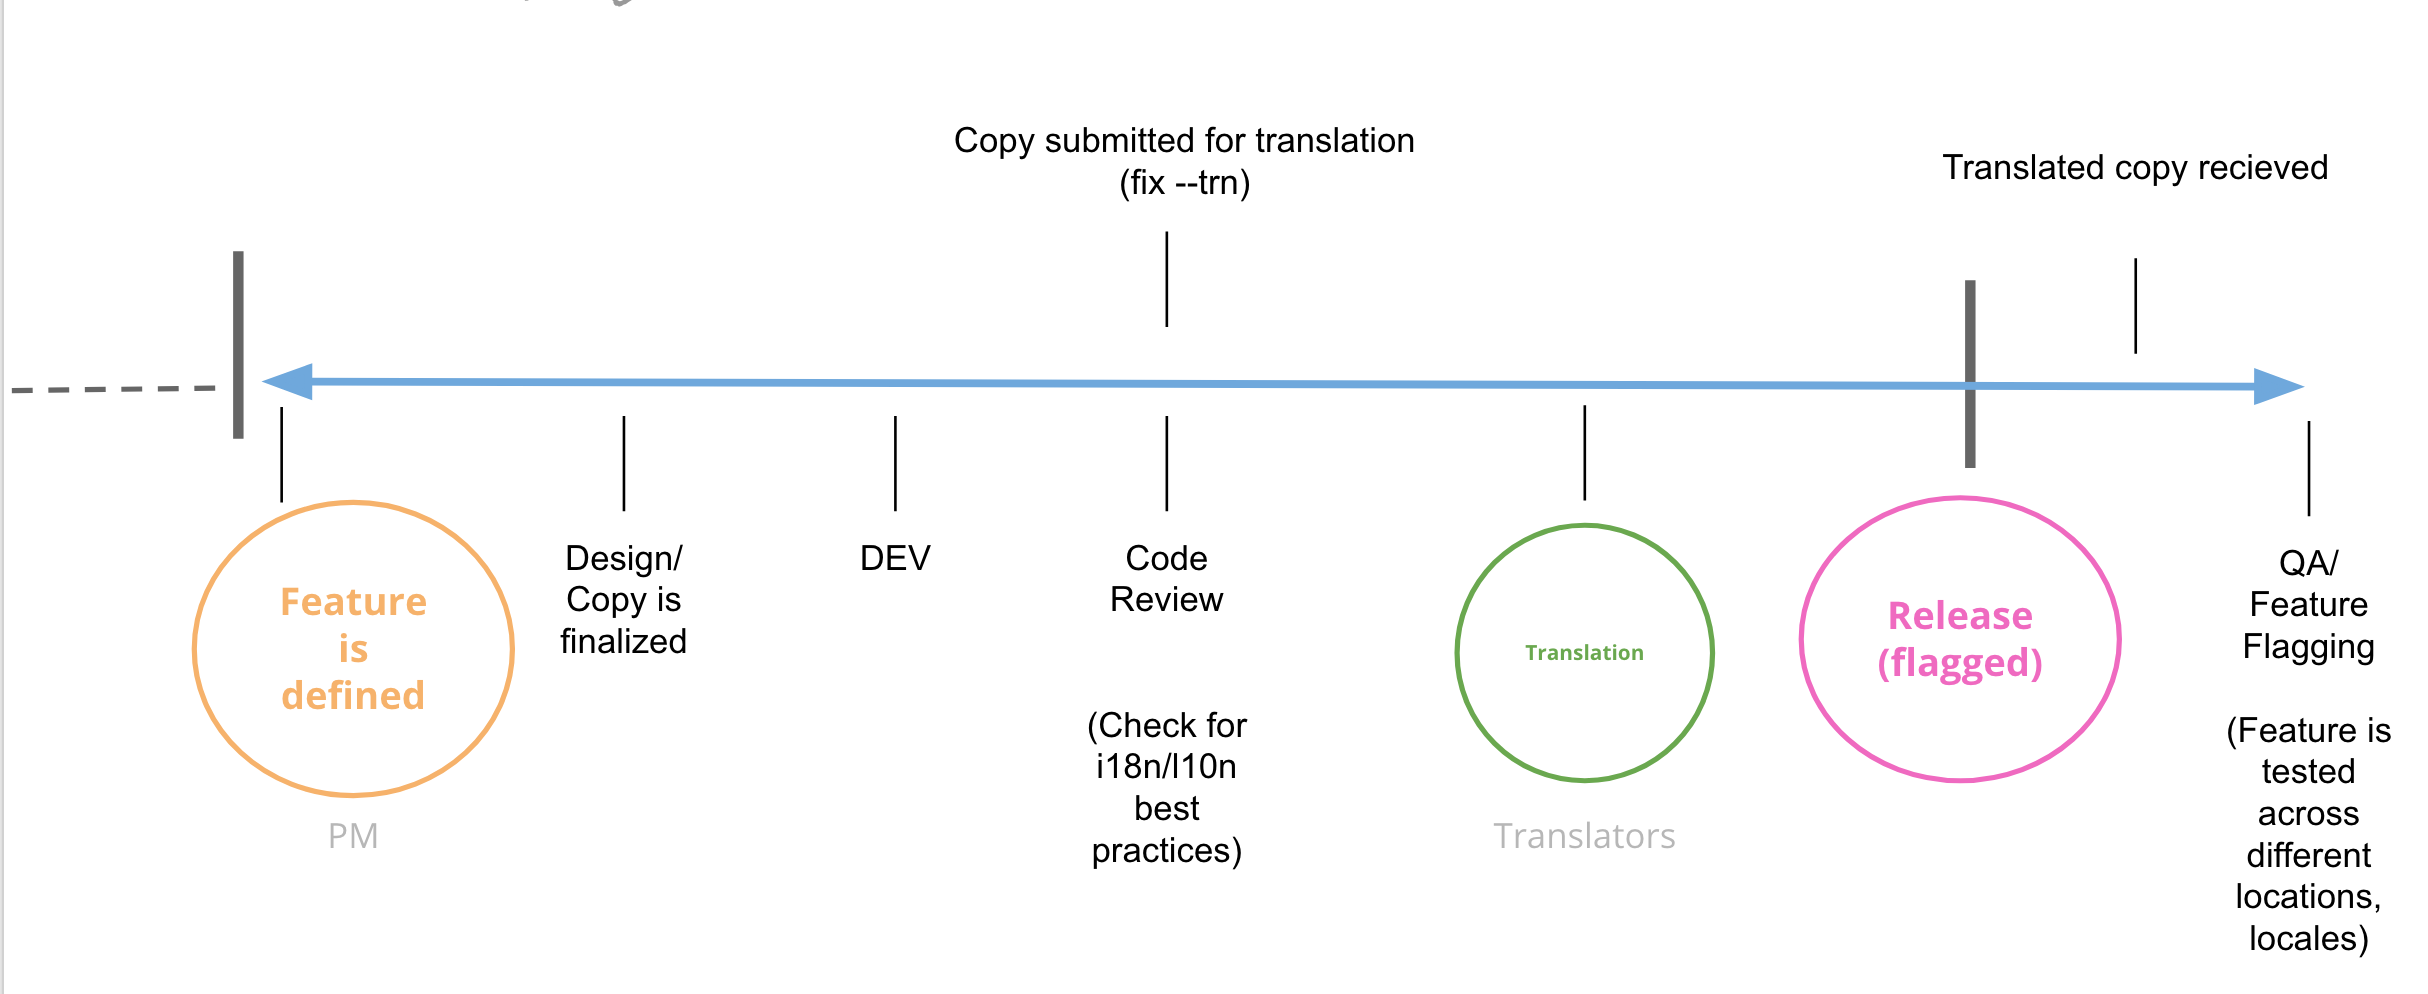 Copy submitted for translation
(fix --trn)
Translated copy recieved
Feature
is
defined
PM
Design/
Copy is
finalized
DEV
Code
Review
(Check for
i18n/l10n
best
practices)
Translation
Translators
Release
(flagged)
QA/
Feature
Flagging
(Feature is
tested
across
different
locations,
locales)